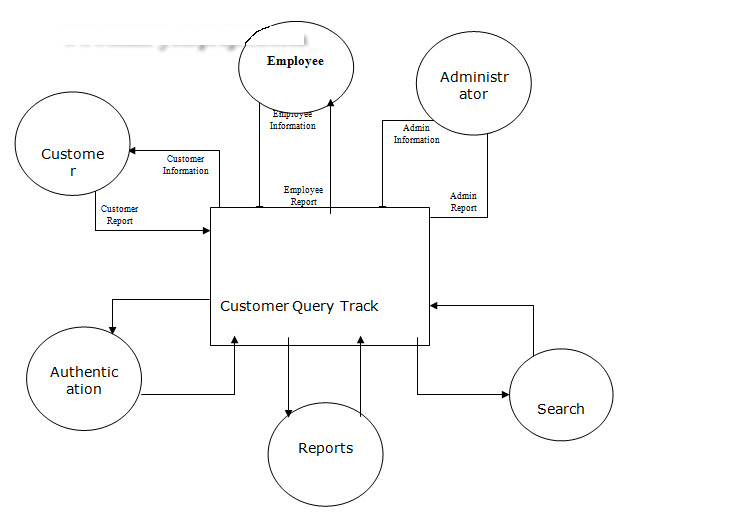 Employee
Administr
ator
Employee
Information
Admin
Information
Custome
r
Customer
Information
Employee
Report
Admin
Report
Customer
Report
Customer Query Track
Authentic
ation
Search
Reports